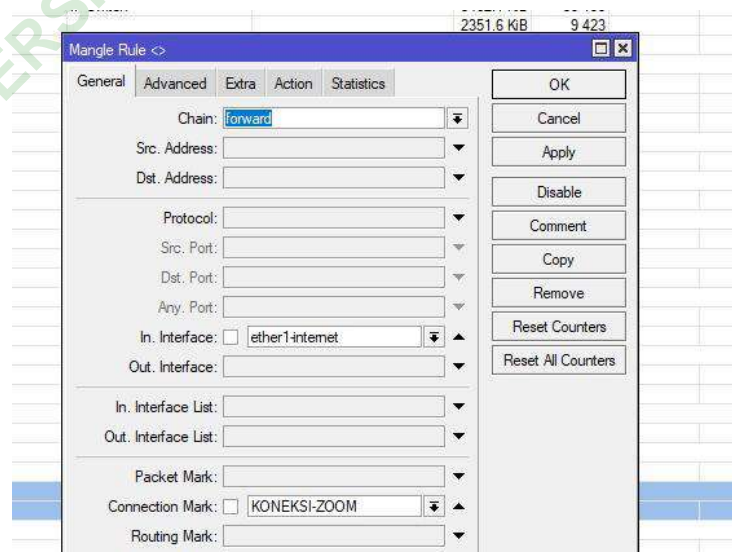 2351.6 KiB 9 423
Mangle Rule <>
General Advanced Extra Action Statistics
OK
Chain: forward
Cancel
Src. Address:
Apply
Dst. Address:
Disable
Protocol:
Comment
Src. Port:
Copy
Dst. Port:
Remove
Any. Port:
Reset Counters
In. Interface: ether1-internet
Reset All Counters
Out. Interface:
In. Interface List:
Out. Interface List:
Packet Mark:
Connection Mark: KONEKSI-ZOOM
Routing Mark: